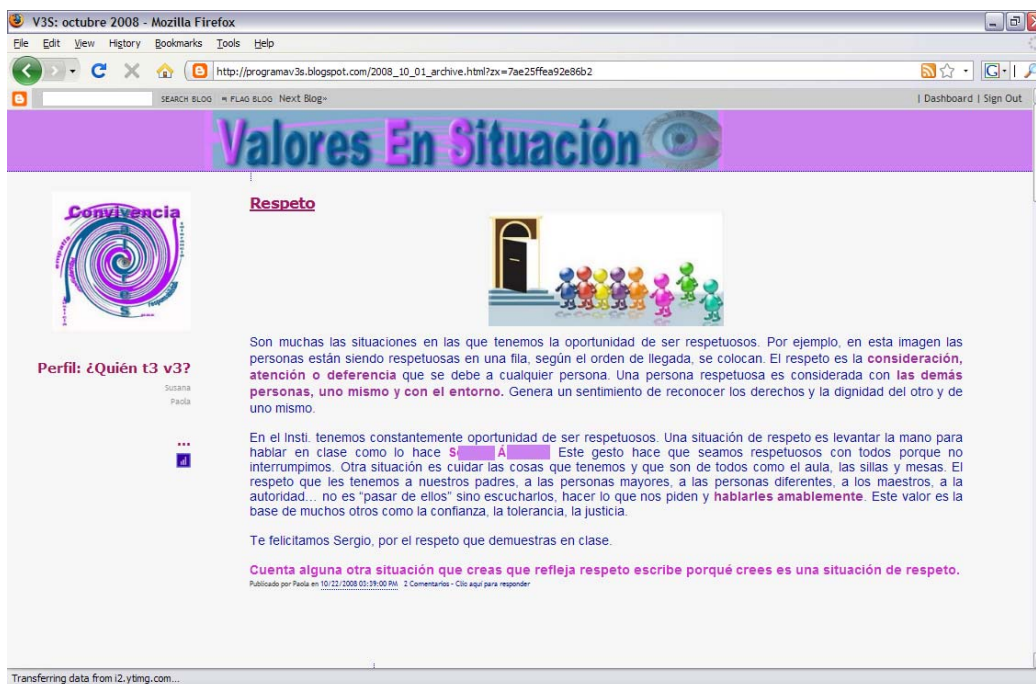 V3S: octubre 2008 - Mozilla Firefox
File Edit View History Bookmarks Tools Help
http://programav3s.blogspot.com/2008_10_01_archive.html?zx=7ae25ffea92e86b2
SEARCH BLOG FLAG BLOG Next Blog» | Dashboard | Sign Out
Valores En Situación
Convivencia
empatía
responsabilidad
Perfil: ¿Quién t3 v3?
Susana
Paola
...
Respeto
Son muchas las situaciones en las que tenemos la oportunidad de ser respetuosos. Por ejemplo, en esta imagen las
personas están siendo respetuosas en una fila, según el orden de llegada, se colocan. El respeto es la consideración,
atención o deferencia que se debe a cualquier persona. Una persona respetuosa es considerada con las demás
personas, uno mismo y con el entorno. Genera un sentimiento de reconocer los derechos y la dignidad del otro y de
uno mismo.
En el Insti. tenemos constantemente oportunidad de ser respetuosos. Una situación de respeto es levantar la mano para
hablar en clase como lo hace S Á Este gesto hace que seamos respetuosos con todos porque no
interrumpimos. Otra situación es cuidar las cosas que tenemos y que son de todos como el aula, las sillas y mesas. El
respeto que les tenemos a nuestros padres, a las personas mayores, a las personas diferentes, a los maestros, a la
autoridad... no es "pasar de ellos" sino escucharlos, hacer lo que nos piden y hablarles amablemente. Este valor es la
base de muchos otros como la confianza, la tolerancia, la justicia.
Te felicitamos Sergio, por el respeto que demuestras en clase.
Cuenta alguna otra situación que creas que refleja respeto escribe porqué crees es una situación de respeto.
Publicado por Paola en 10/22/2008 03:39:00 PM 2 Comentarios - Clic aquí para responder
Transferring data from i2.ytimg.com...